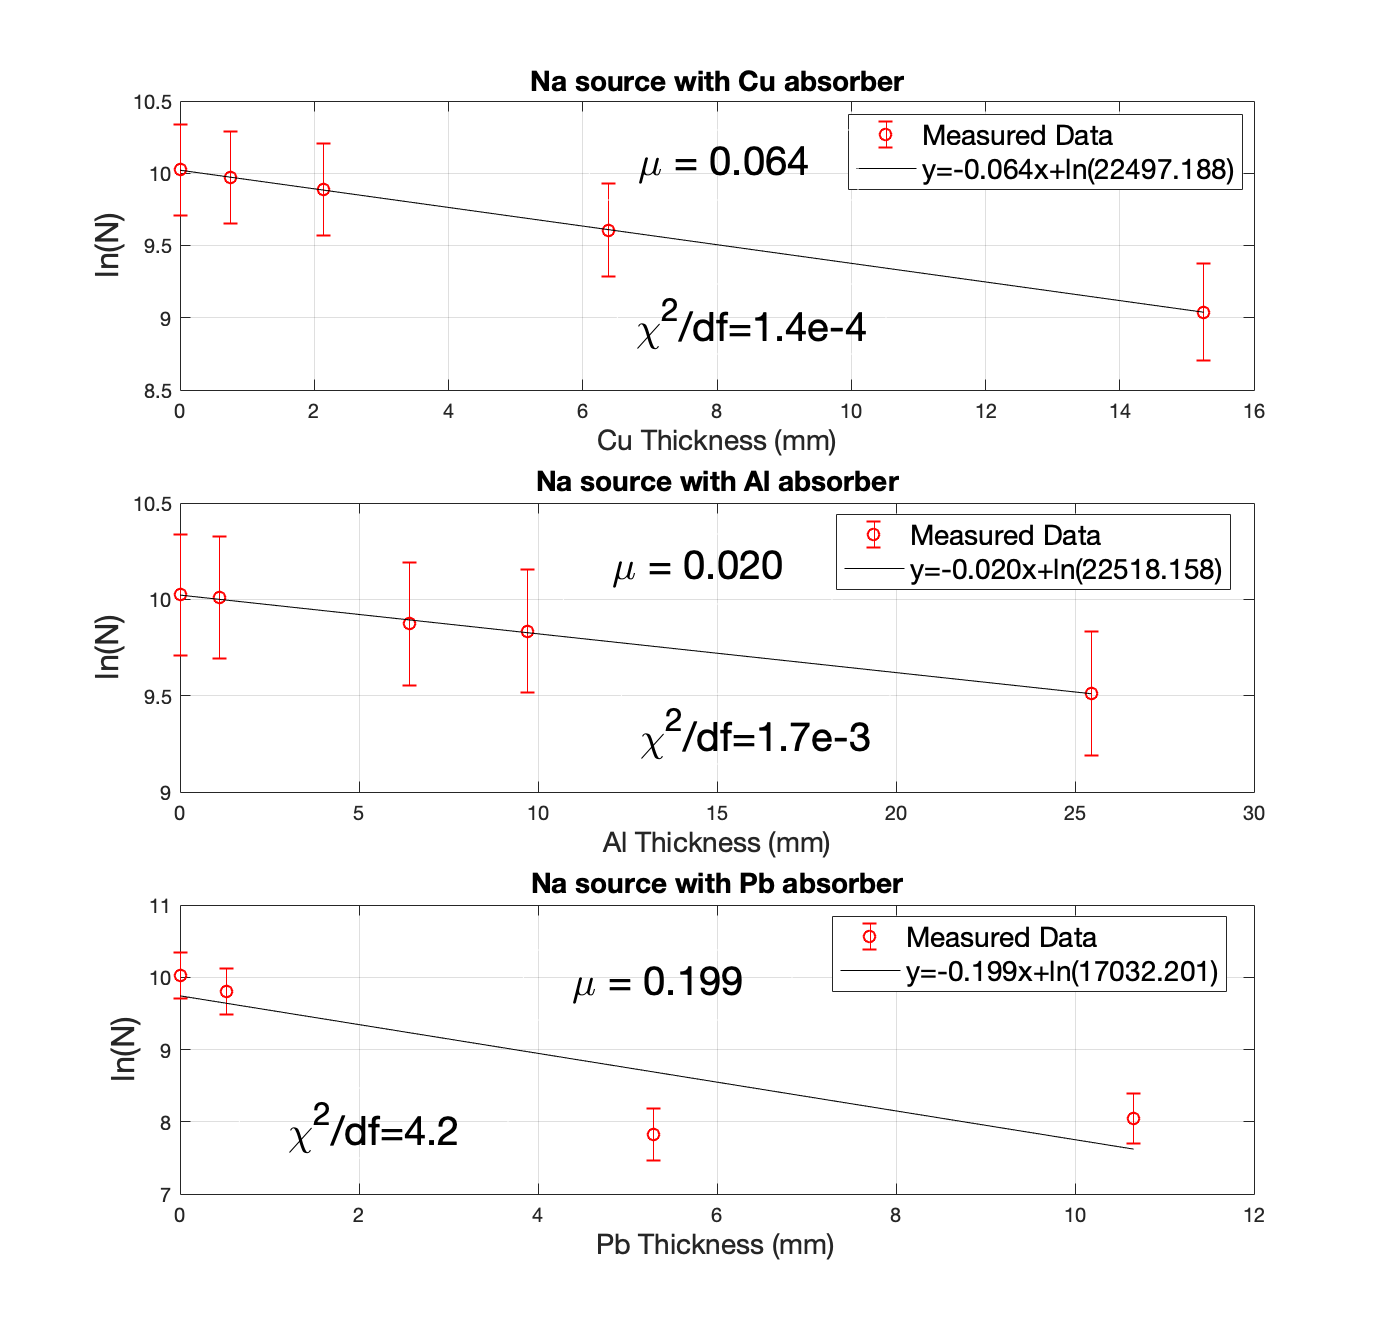 Na source with Cu absorber
10.5
10
9.5
9
8.5
ln(N)
μ = 0.064
Measured Data
y=-0.064x+ln(22497.188)
χ²/df=1.4e-4
0 2 4 6 8 10 12 14 16
Cu Thickness (mm)
Na source with Al absorber
10.5
10
9.5
9
ln(N)
μ = 0.020
Measured Data
y=-0.020x+ln(22518.158)
χ²/df=1.7e-3
0 5 10 15 20 25 30
Al Thickness (mm)
Na source with Pb absorber
11
10
9
8
7
ln(N)
μ = 0.199
Measured Data
y=-0.199x+ln(17032.201)
χ²/df=4.2
0 2 4 6 8 10 12
Pb Thickness (mm)